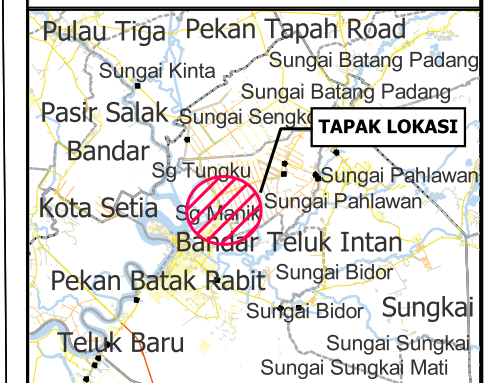 Pulau Tiga
Pekan Tapah Road
Sungai Batang Padang
Sungai Kinta
Sungai Batang Padang
Pasir Salak
TAPAK LOKASI
Bandar
Sg Tungku
Sungai Pahlawan
Kota Setia
Sg Manik
Sungai Pahlawan
Bandar Teluk Intan
Pekan Batak Rabit
Sungai Bidor
Sungai Bidor
Sungkai
Teluk Baru
Sungai Sungkai
Sungai Sungkai Mati